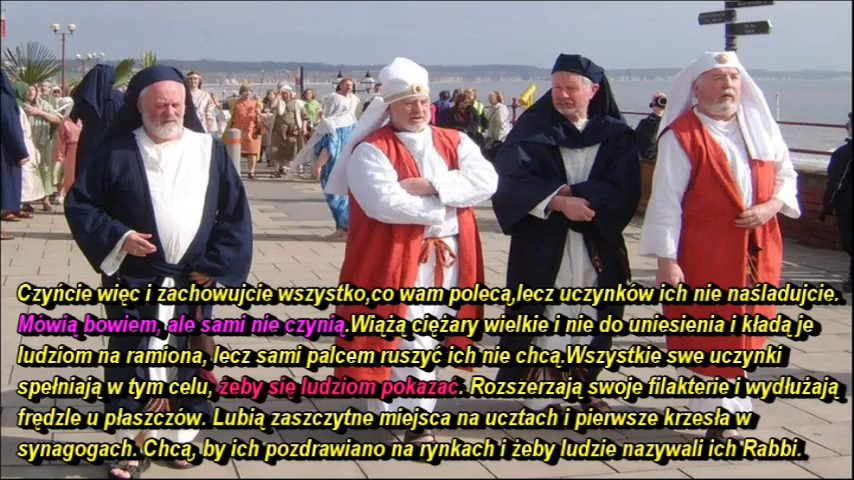 Czyńcie więc i zachowujcie wszystko,co wam polecą,lecz uczynków ich nie naśladujcie.
Mówią bowiem, ale sami nie czynią.Wiążą ciężary wielkie i nie do uniesienia i kładą je
ludziom na ramiona, lecz sami palcem ruszyć ich nie chcą.Wszystkie swe uczynki
spełniają w tym celu, żeby się ludziom pokazać. Rozszerzają swoje filakterie i wydłużają
frędzle u płaszczów. Lubią zaszczytne miejsca na ucztach i pierwsze krzesła w
synagogach. Chcą, by ich pozdrawiano na rynkach i żeby ludzie nazywali ich Rabbi.